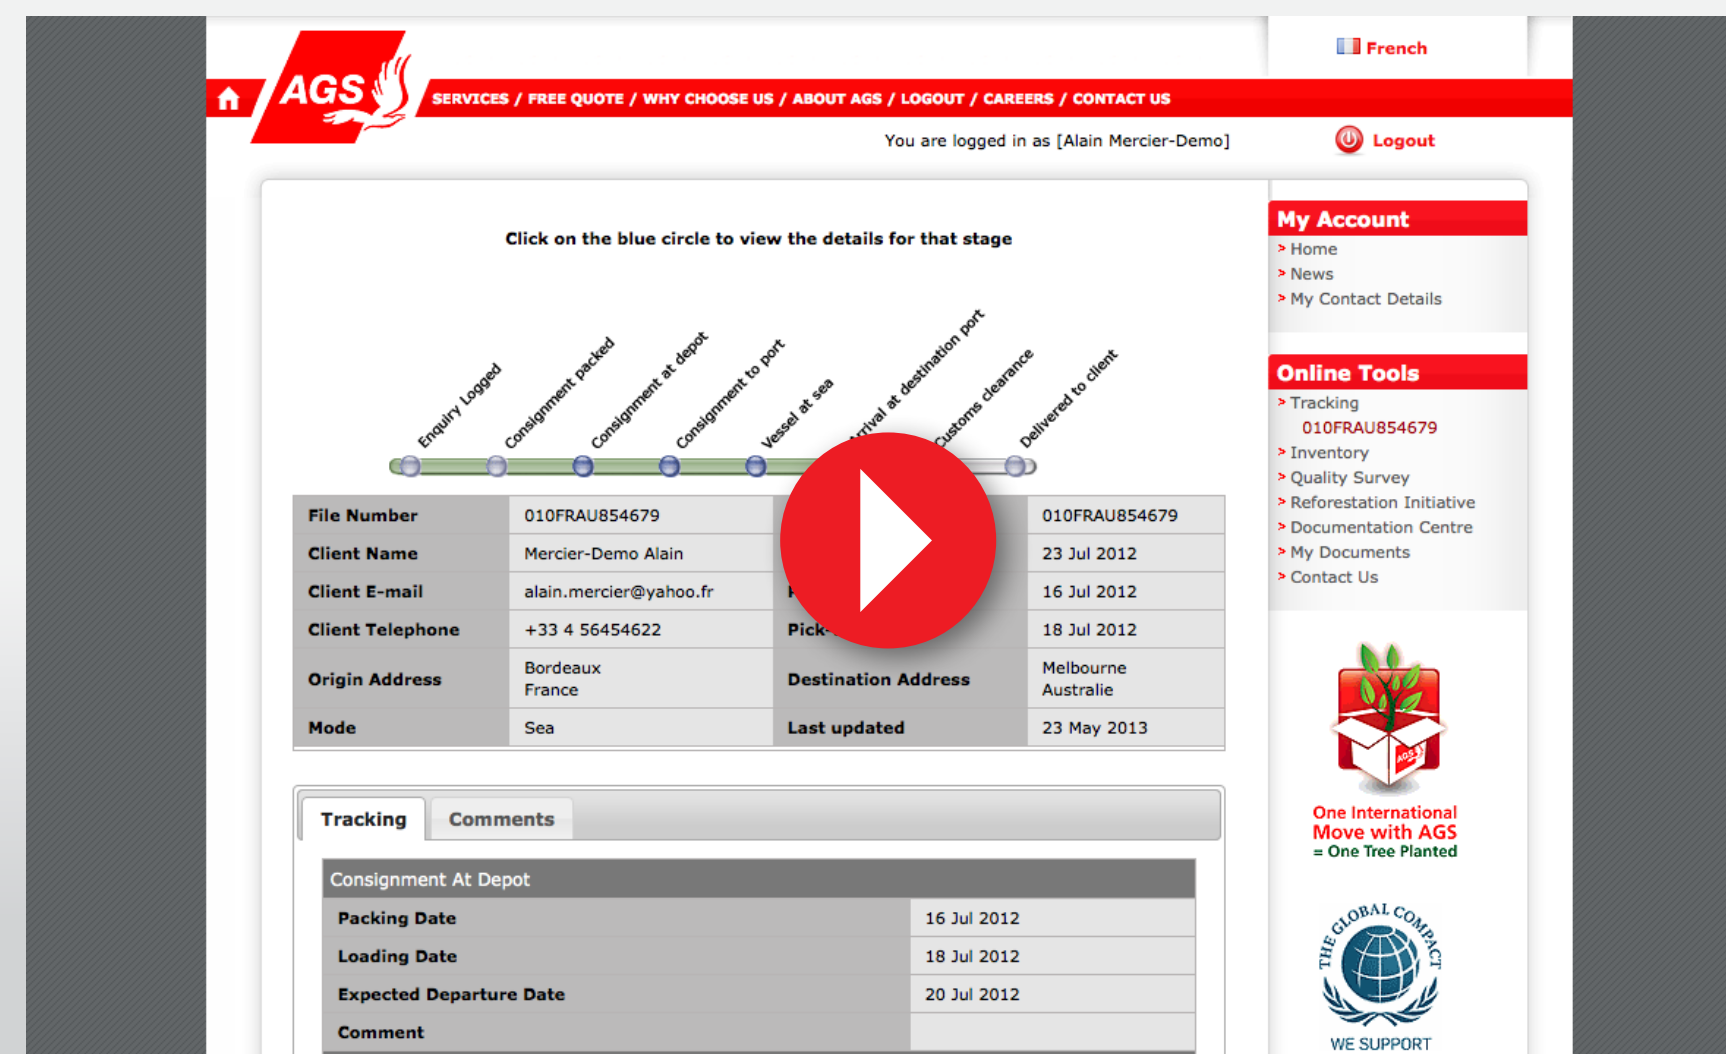 French
AGS
SERVICES / FREE QUOTE / WHY CHOOSE US / ABOUT AGS / LOGOUT / CAREERS / CONTACT US
You are logged in as [Alain Mercier-Demo]
Logout
Click on the blue circle to view the details for that stage
Enquiry Logged
Consignment packed
Consignment at depot
Consignment to port
Vessel at sea
Arrival at destination port
Customs clearance
Delivered to client
File Number 010FRAU854679 010FRAU854679
Client Name Mercier-Demo Alain 23 Jul 2012
Client E-mail alain.mercier@yahoo.fr 16 Jul 2012
Client Telephone +33 4 56454622 Pick- 18 Jul 2012
Origin Address Bordeaux
France
Destination Address Melbourne
Australie
Mode Sea Last updated 23 May 2013
Tracking Comments
Consignment At Depot
Packing Date 16 Jul 2012
Loading Date 18 Jul 2012
Expected Departure Date 20 Jul 2012
Comment
My Account
> Home
> News
> My Contact Details
Online Tools
> Tracking
010FRAU854679
> Inventory
> Quality Survey
> Reforestation Initiative
> Documentation Centre
> My Documents
> Contact Us
AGS
One International
Move with AGS
= One Tree Planted
THE GLOBAL COMPACT
WE SUPPORT